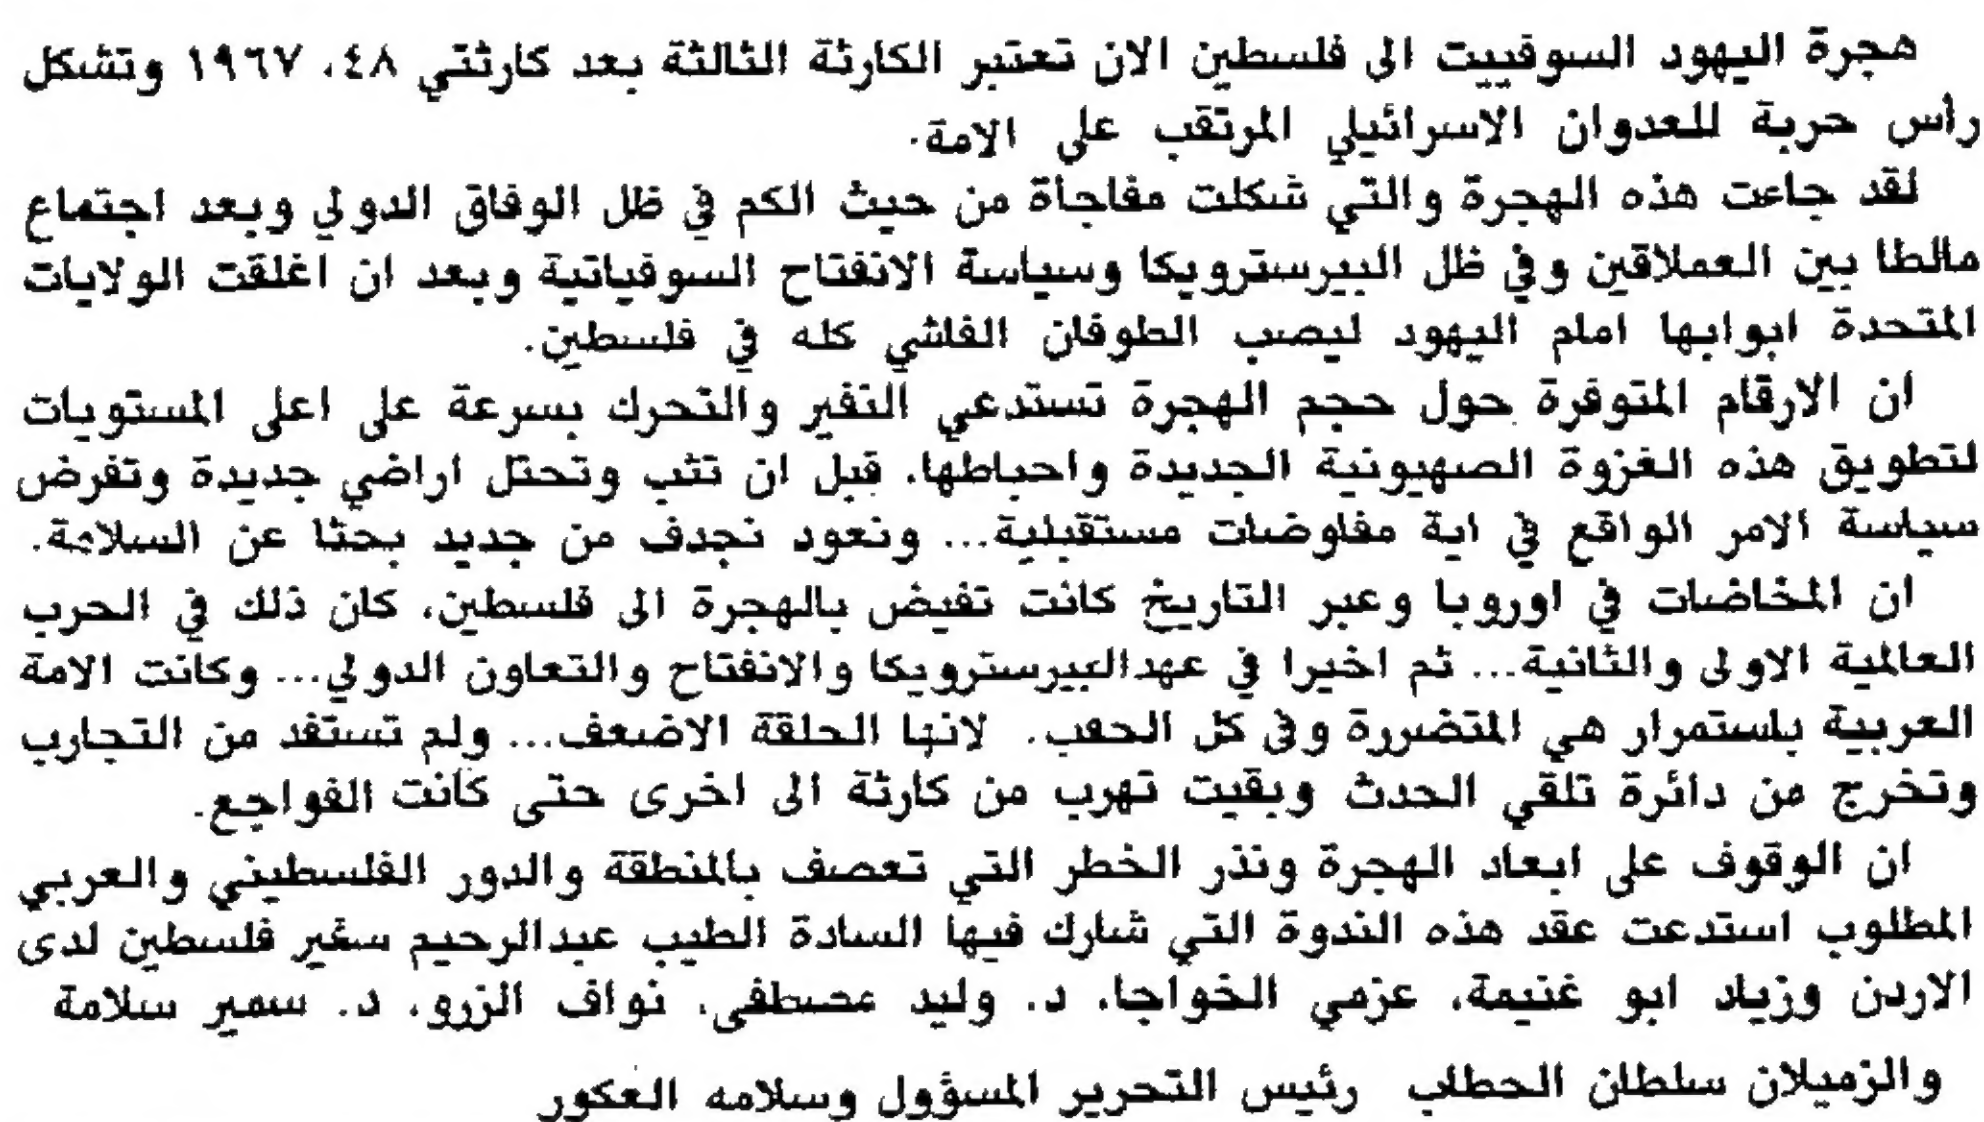 هجرة اليهود السوفييت الى فلسطين الان تعتبر الكارثة الثالثة بعد كارثتي ٤٨، ١٩٦٧ وتشكل
رأس حربة للعدوان الاسرائيلي المرتقب على الامة.
لقد جاءت هذه الهجرة والتي شكلت مفاجأة من حيث الكم في ظل الوفاق الدولي وبعد اجتماع
مالطا بين العملاقين وفي ظل البيرسترويكا وسياسة الانفتاح السوفياتية وبعد ان اغلقت الولايات
المتحدة ابوابها امام اليهود ليصب الطوفان الفاشي كله في فلسطين.
ان الارقام المتوفرة حول حجم الهجرة تستدعي النفير والتحرك بسرعة على اعلى المستويات
لتطويق هذه الغزوة الصهيونية الجديدة واحباطها، قبل ان تثب وتحتل اراضي جديدة وتفرض
سياسة الامر الواقع في اية مفاوضات مستقبلية... ونعود نجدف من جديد بحثا عن السلامة.
ان المخاضات في اوروبا وعبر التاريخ كانت تفيض بالهجرة الى فلسطين، كان ذلك في الحرب
العالمية الاولى والثانية... ثم اخيرا في عهدالبيرسترويكا والانفتاح والتعاون الدولي... وكانت الامة
العربية باستمرار هي المتضررة وفي كل الحقب. لانها الحلقة الاضعف... ولم تستفد من التجارب
وتخرج من دائرة تلقي الحدث وبقيت تهرب من كارثة الى اخرى حتى كانت الفواجع.
ان الوقوف على ابعاد الهجرة ونذر الخطر التي تعصف بالمنطقة والدور الفلسطيني والعربي
المطلوب استدعت عقد هذه الندوة التي شارك فيها السادة الطيب عبدالرحيم سفير فلسطين لدى
الاردن وزياد ابو غنيمة، عزمي الخواجا، د. وليد مصطفى، نواف الزرو، د. سمير سلامة
والزميلان سلطان الحطاب رئيس التحرير المسؤول وسلامه العكور